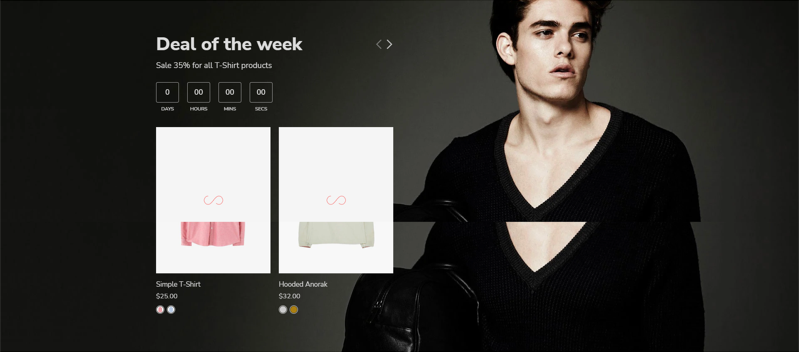 Deal of the week
Sale 35% for all T-Shirt products
0 00 00 00
DAYS HOURS MINS SECS
Simple T-Shirt Hooded Anorak
$25.00 $32.00